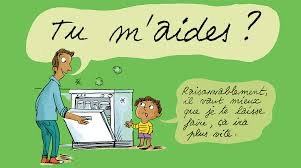 Tu m'aides ?
Raisonnablement,
il vaut mieux
que je te laisse
faire, ça ira
plus vite.